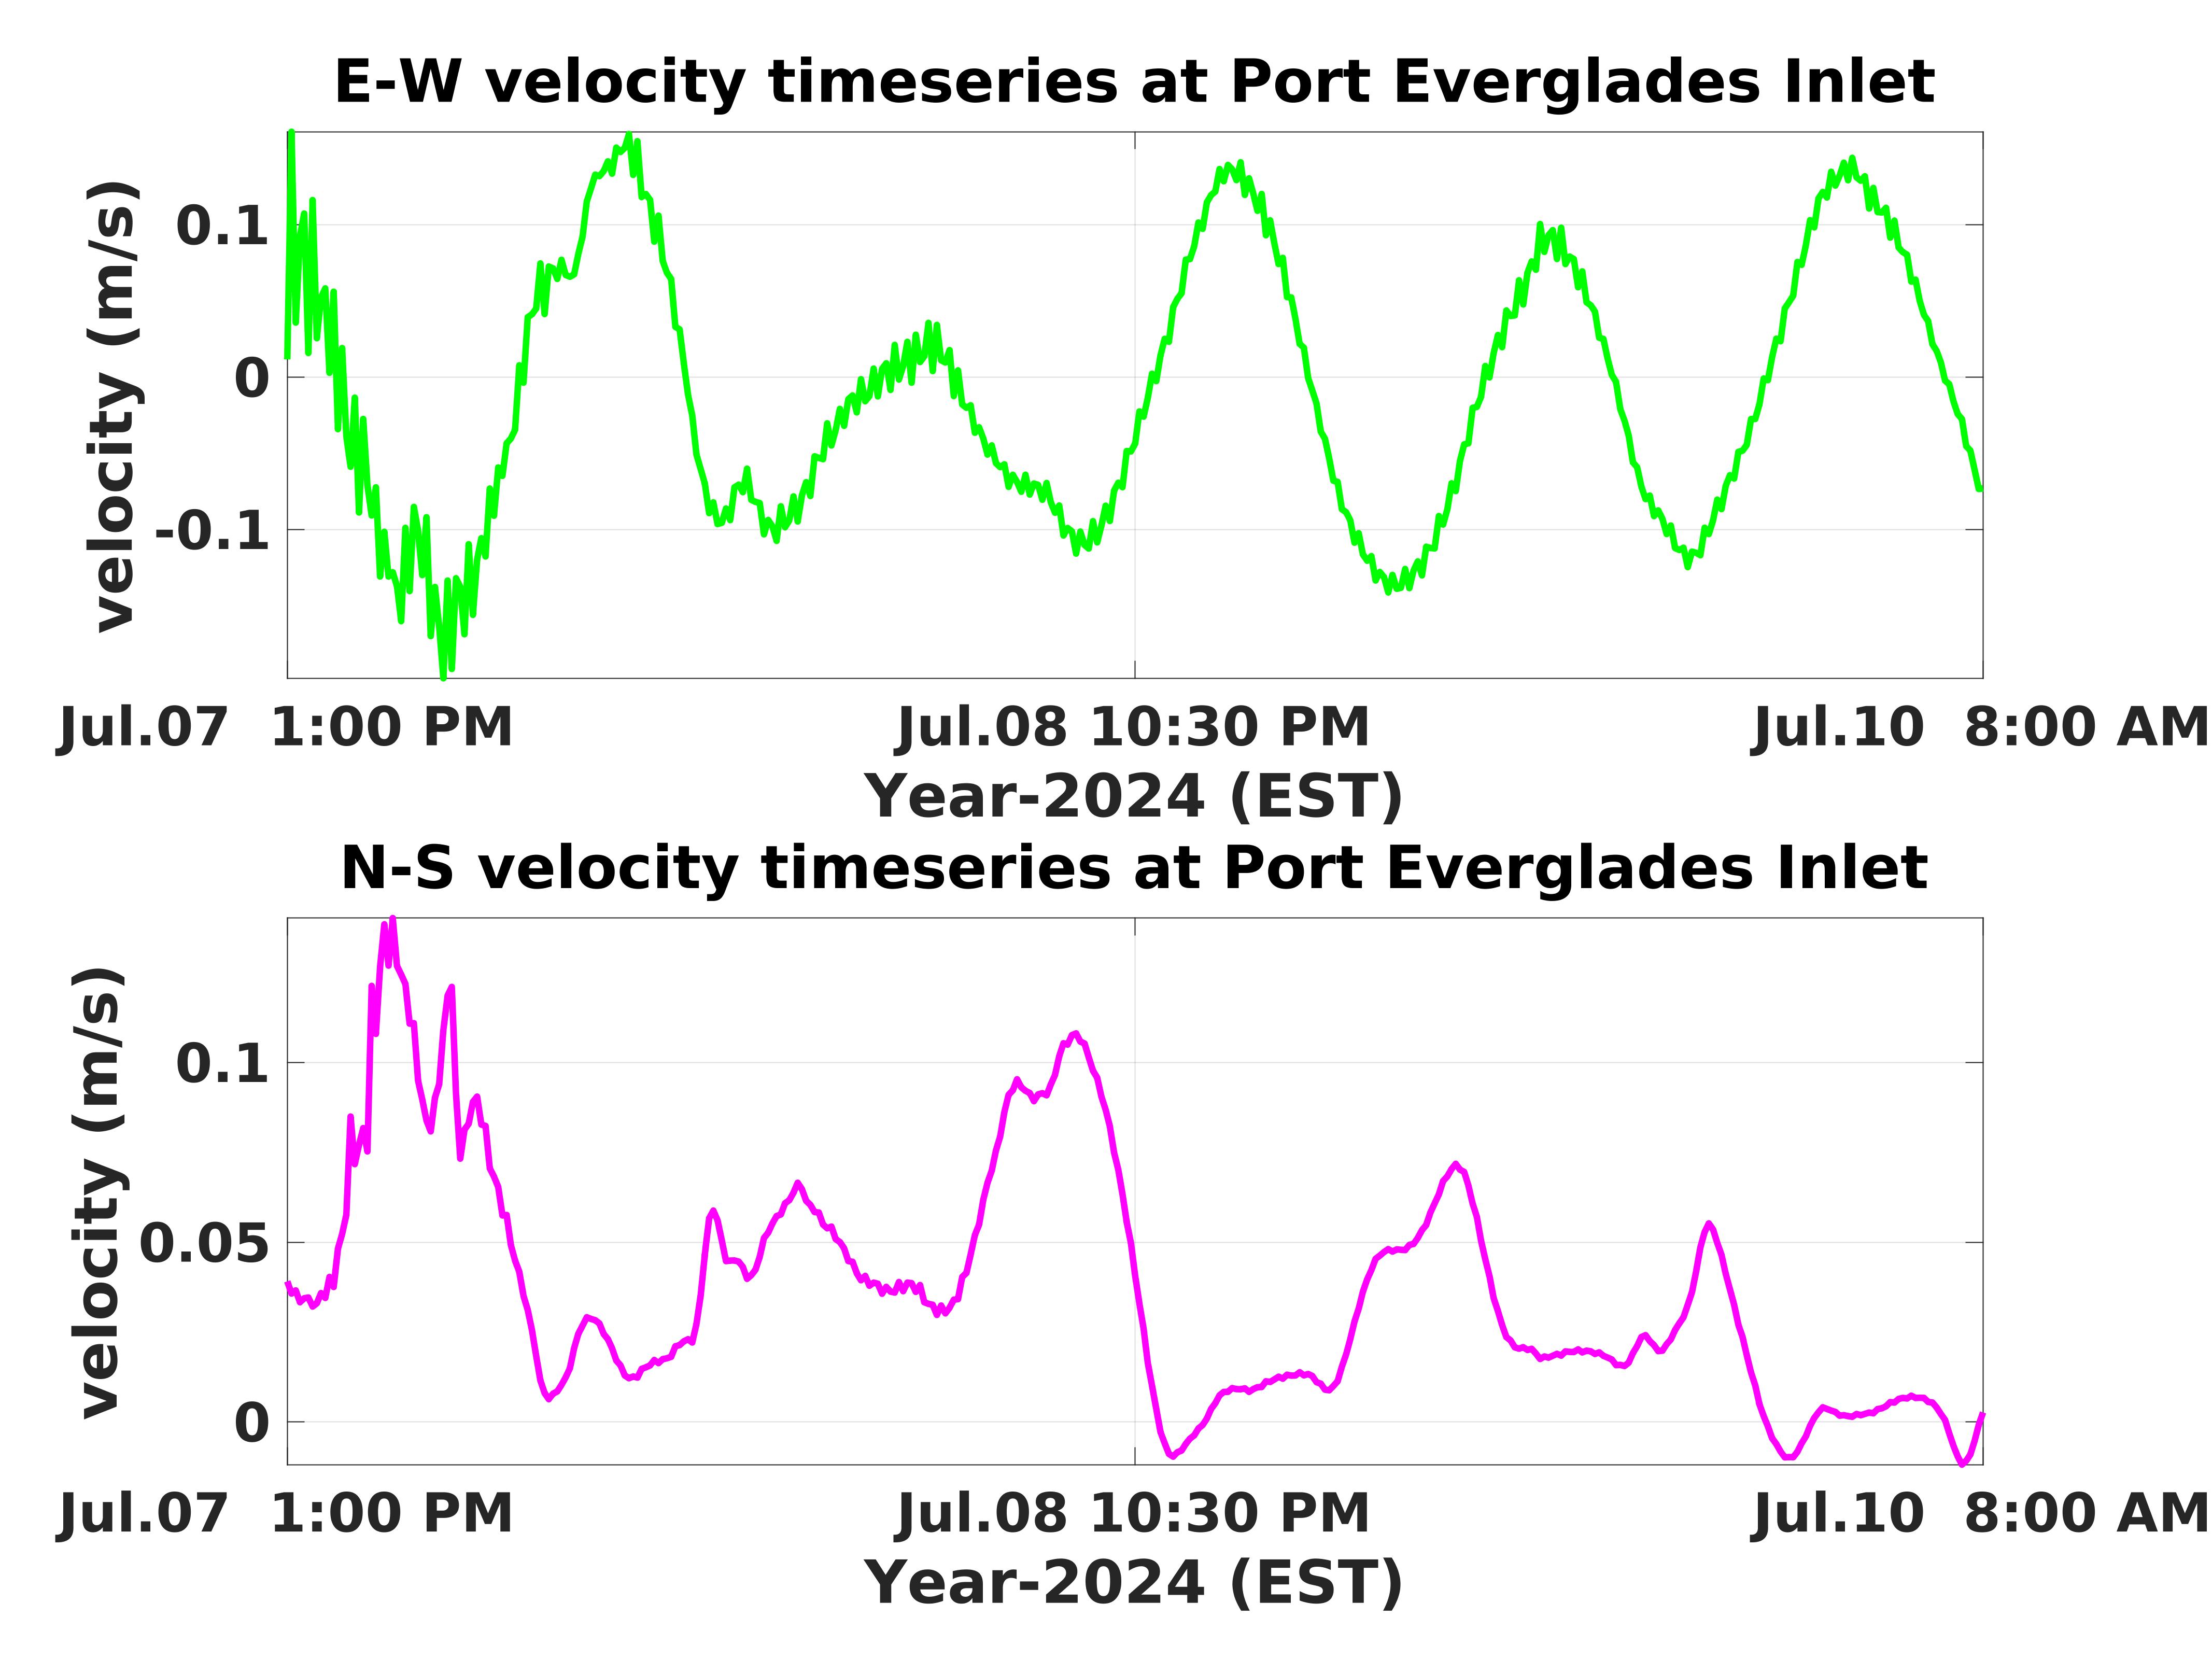 E-W velocity timeseries at Port Everglades Inlet
velocity (m/s)
0.1
0
-0.1
Jul.07  1:00 PM
Jul.08 10:30 PM
Jul.10  8:00 AM
Year-2024 (EST)
N-S velocity timeseries at Port Everglades Inlet
velocity (m/s)
0.1
0.05
0
Jul.07  1:00 PM
Jul.08 10:30 PM
Jul.10  8:00 AM
Year-2024 (EST)